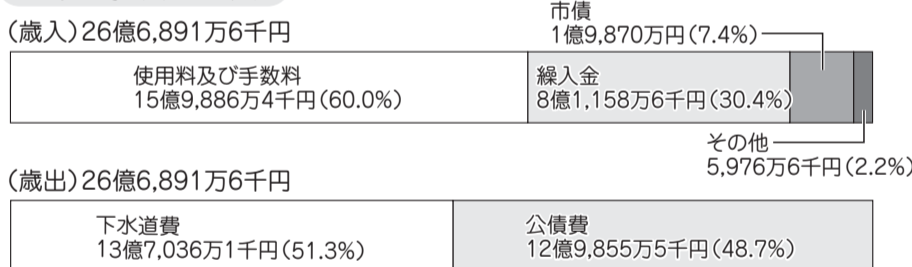 (歳入)26億6,891万6千円
市債
1億9,870万円(7.4%)
使用料及び手数料
15億9,886万4千円(60.0%)
繰入金
8億1,158万6千円(30.4%)
その他
5,976万6千円(2.2%)
(歳出)26億6,891万6千円
下水道費
13億7,036万1千円(51.3%)
公債費
12億9,855万5千円(48.7%)